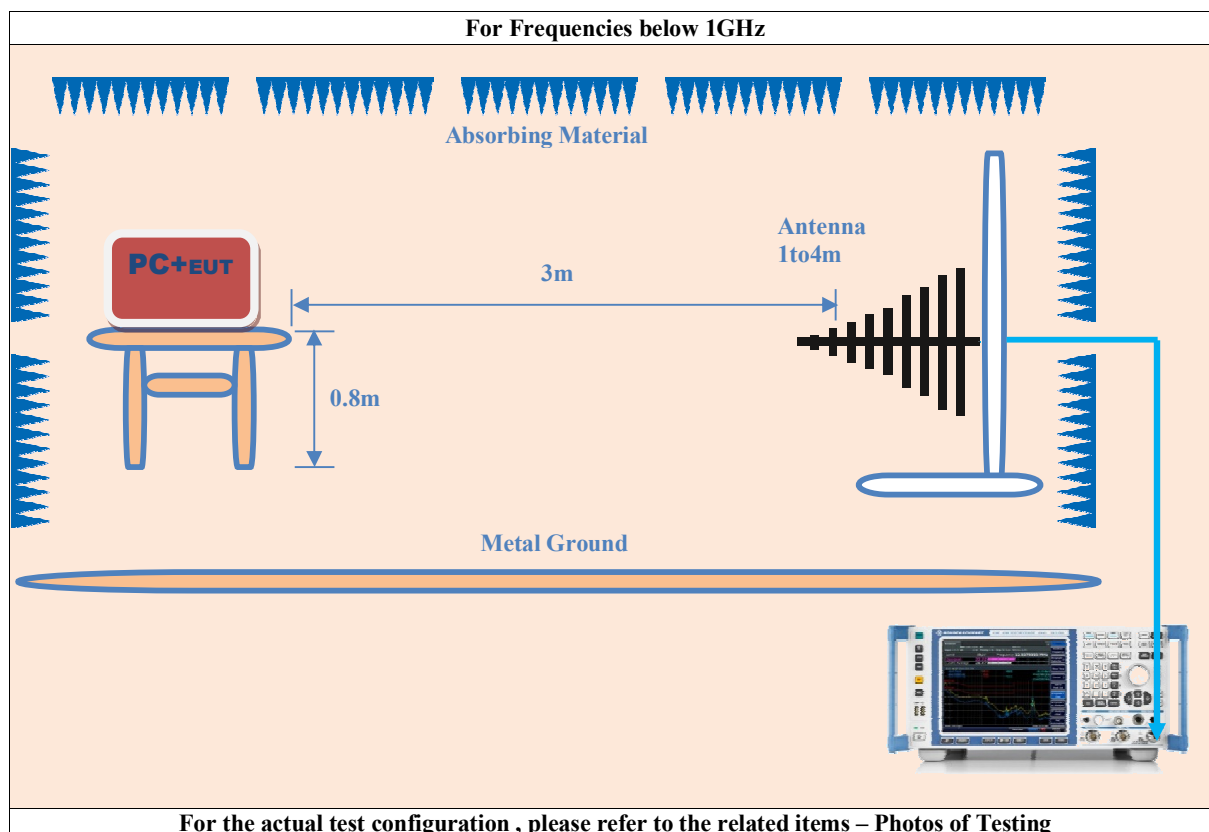 For Frequencies below 1GHz
Absorbing Material
Antenna
1to4m
PC+EUT
3m
0.8m
Metal Ground
For the actual test configuration , please refer to the related items – Photos of Testing